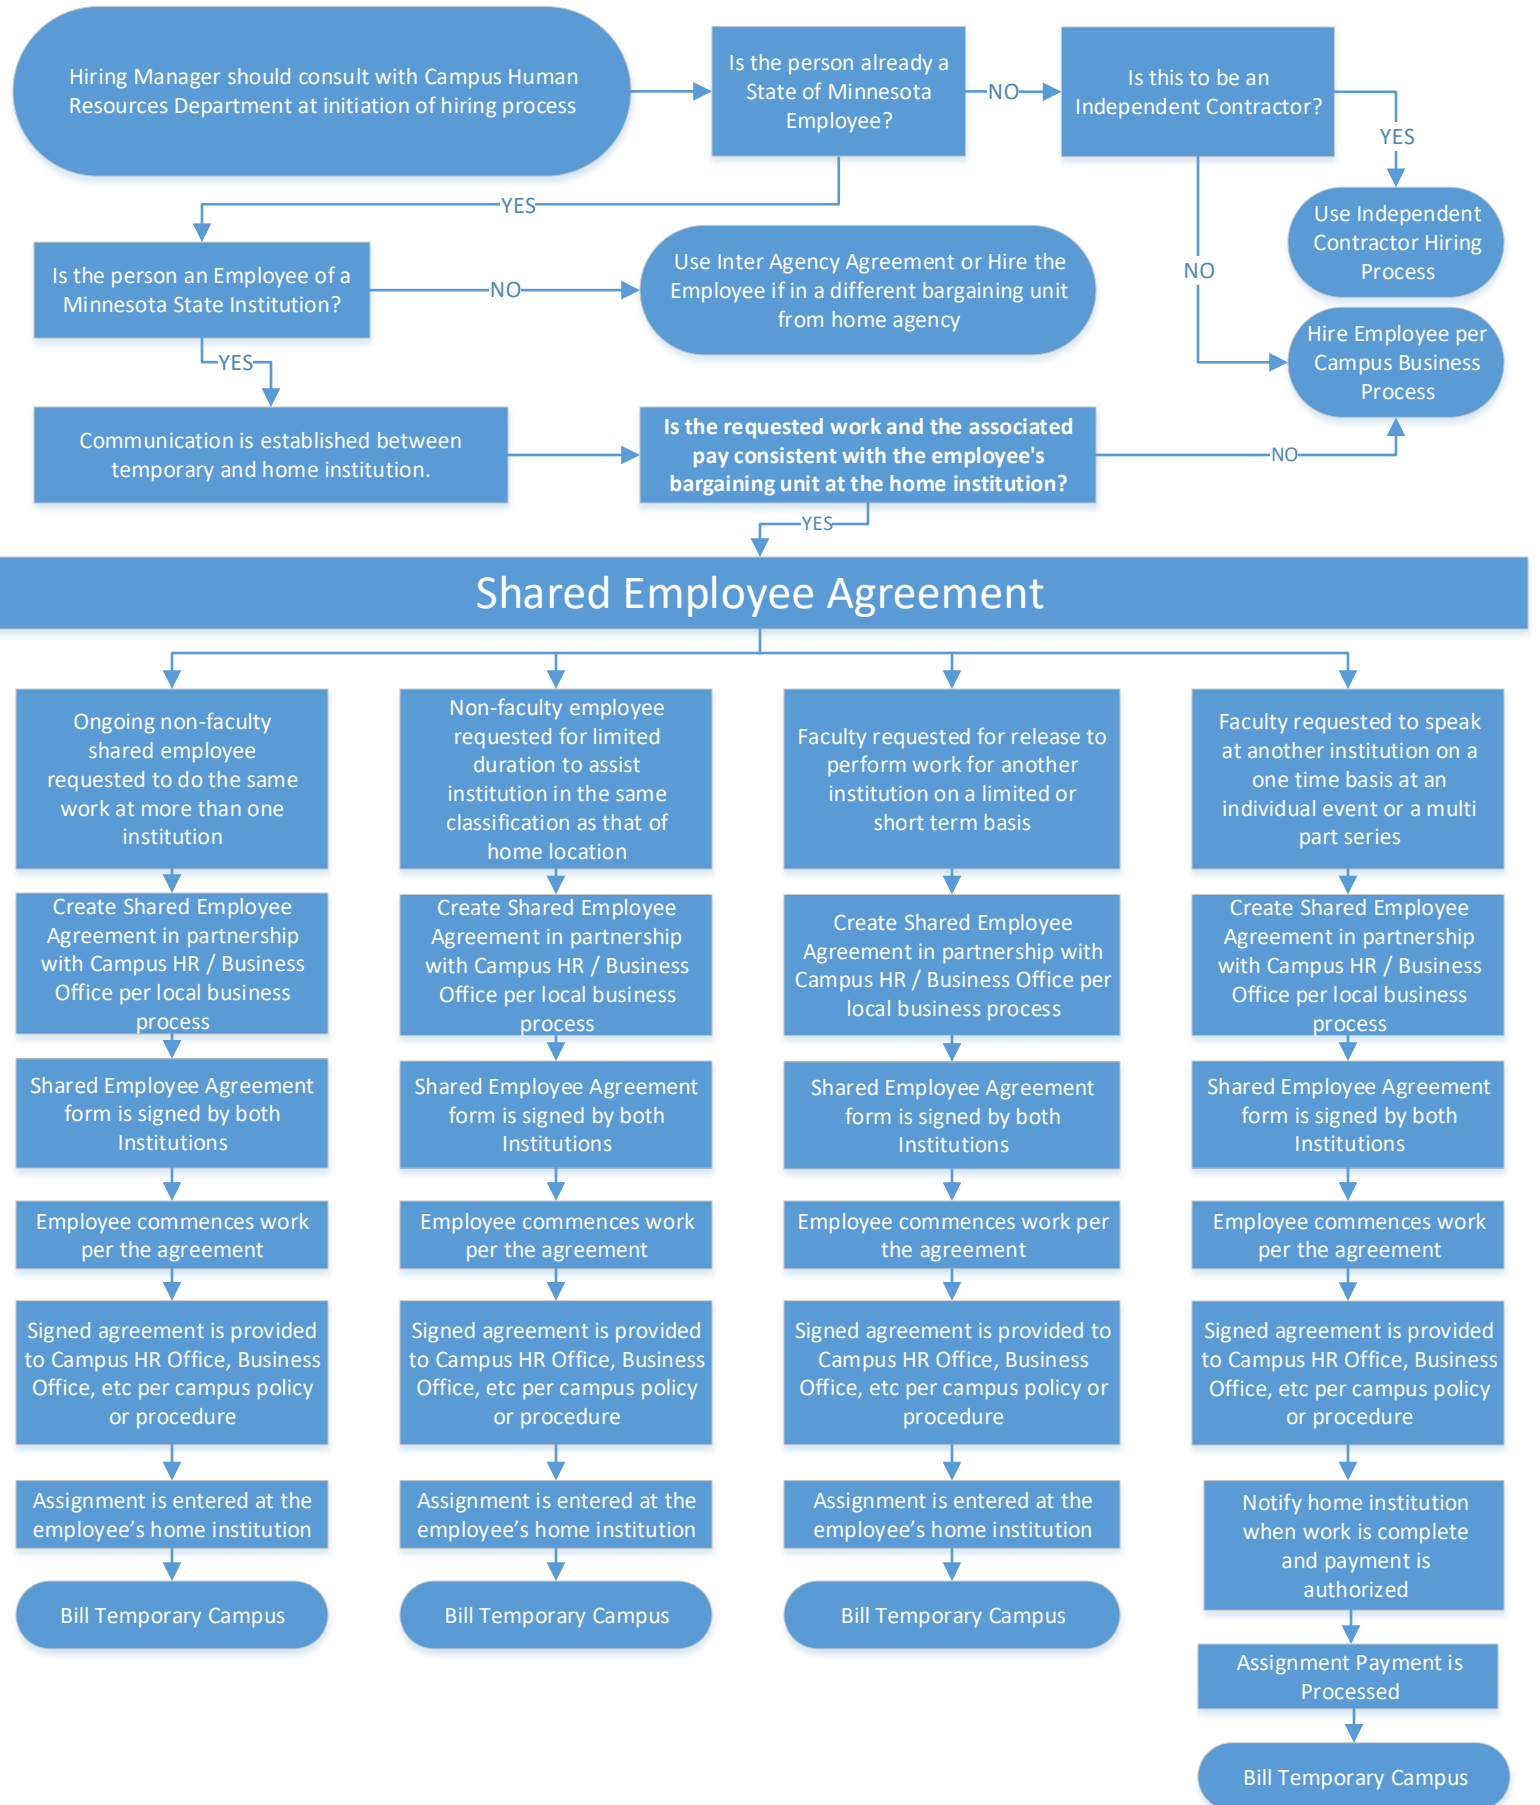 Hiring Manager should consult with Campus Human
Resources Department at initiation of hiring process
Is the person already a
State of Minnesota
Employee?
NO
Is this to be an
Independent Contractor?
YES
Use Independent
Contractor Hiring
Process
YES
Is the person an Employee of a
Minnesota State Institution?
NO
Use Inter Agency Agreement or Hire the
Employee if in a different bargaining unit
from home agency
NO
Hire Employee per
Campus Business
Process
YES
Communication is established between
temporary and home institution.
Is the requested work and the associated
pay consistent with the employee's
bargaining unit at the home institution?
NO
YES
Shared Employee Agreement
Ongoing non-faculty
shared employee
requested to do the same
work at more than one
institution
Create Shared Employee
Agreement in partnership
with Campus HR / Business
Office per local business
process
Shared Employee Agreement
form is signed by both
Institutions
Employee commences work
per the agreement
Signed agreement is provided
to Campus HR Office, Business
Office, etc per campus policy
or procedure
Assignment is entered at the
employee's home institution
Bill Temporary Campus
Non-faculty employee
requested for limited
duration to assist
institution in the same
classification as that of
home location
Create Shared Employee
Agreement in partnership
with Campus HR / Business
Office per local business
process
Shared Employee Agreement
form is signed by both
Institutions
Employee commences work
per the agreement
Signed agreement is provided
to Campus HR Office, Business
Office, etc per campus policy
or procedure
Assignment is entered at the
employee's home institution
Bill Temporary Campus
Faculty requested for release to
perform work for another
institution on a limited or
short term basis
Create Shared Employee
Agreement in partnership with
Campus HR / Business Office per
local business process
Shared Employee Agreement
form is signed by both
Institutions
Employee commences work per
the agreement
Signed agreement is provided to
Campus HR Office, Business
Office, etc per campus policy or
procedure
Assignment is entered at the
employee's home institution
Bill Temporary Campus
Faculty requested to speak
at another institution on a
one time basis at an
individual event or a multi
part series
Create Shared Employee
Agreement in partnership
with Campus HR / Business
Office per local business
process
Shared Employee Agreement
form is signed by both
Institutions
Employee commences work
per the agreement
Signed agreement is provided
to Campus HR Office, Business
Office, etc per campus policy
or procedure
Notify home institution
when work is complete
and payment is
authorized
Assignment Payment is
Processed
Bill Temporary Campus